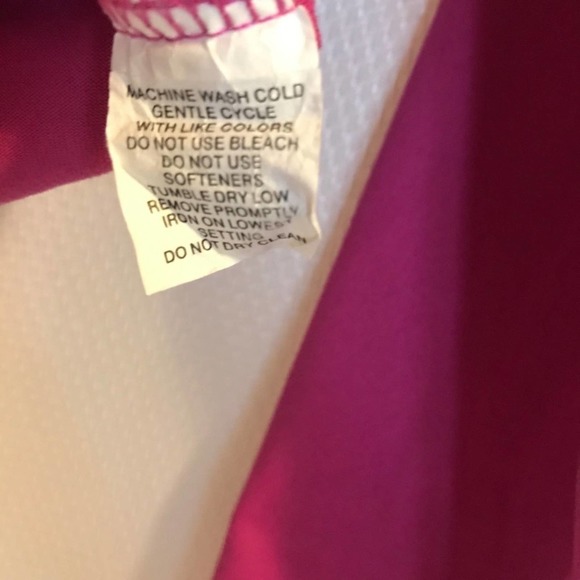 MACHINE WASH COLD
GENTLE CYCLE
WITH LIKE COLORS
DO NOT USE BLEACH
DO NOT USE
SOFTENERS
TUMBLE DRY LOW
REMOVE PROMPTLY
IRON ON LOWEST
SETTING
DO NOT DRY CLEAN